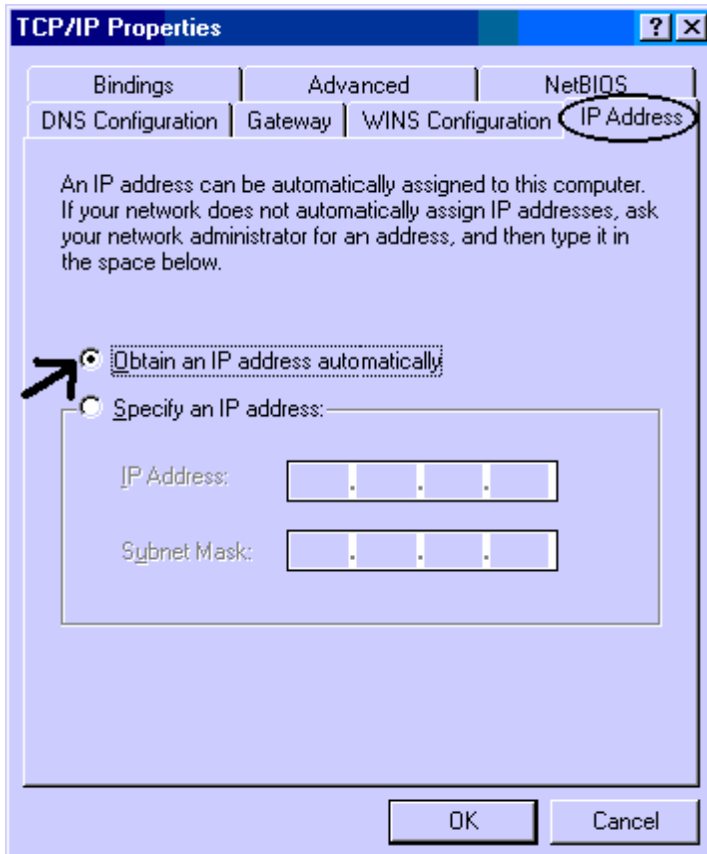 TCP/IP Properties
Bindings Advanced NetBIOS
DNS Configuration Gateway WINS Configuration IP Address
An IP address can be automatically assigned to this computer.
If your network does not automatically assign IP addresses, ask
your network administrator for an address, and then type it in
the space below.
Obtain an IP address automatically
Specify an IP address:
IP Address: . . .
Subnet Mask: . . .
OK Cancel